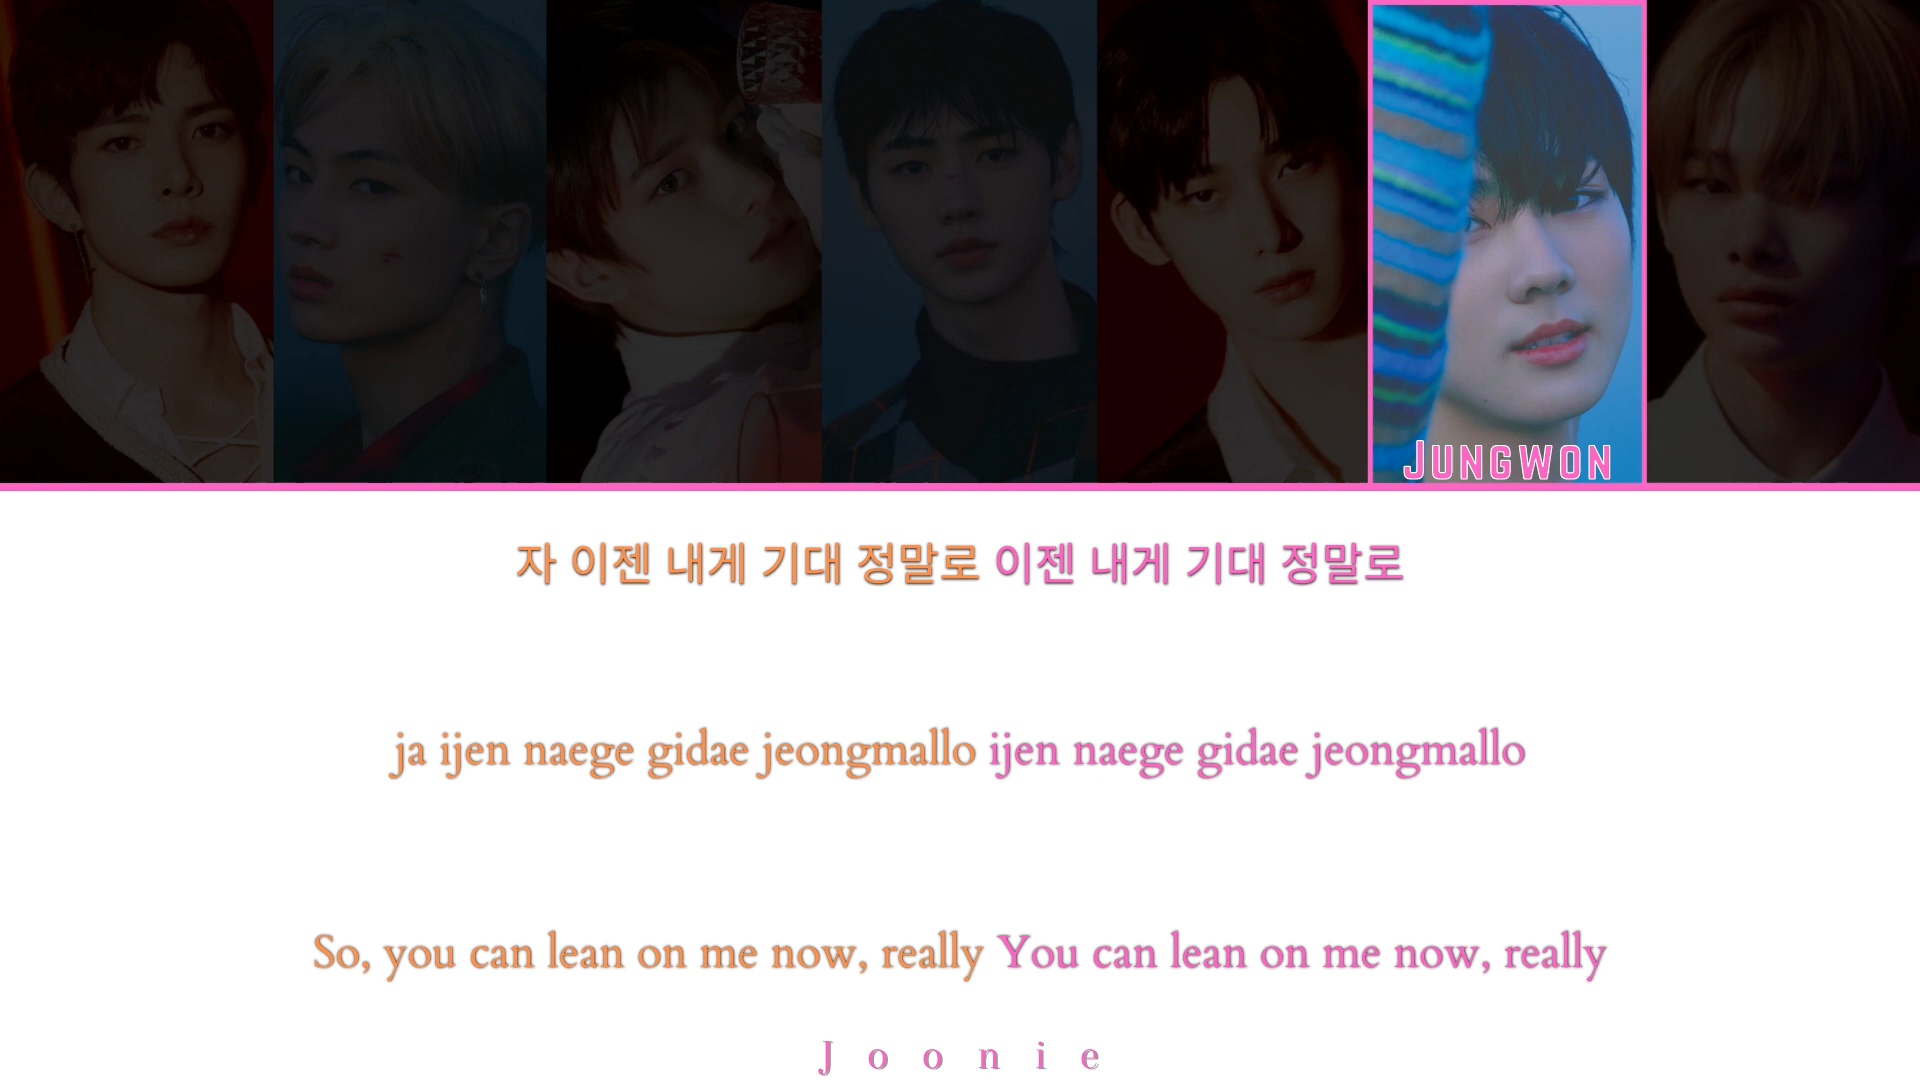 JUNGWON
자 이젠 내게 기대 정말로 이젠 내게 기대 정말로
ja ijen naege gidae jeongmallo ijen naege gidae jeongmallo
So, you can lean on me now, really You can lean on me now, really
Joonie